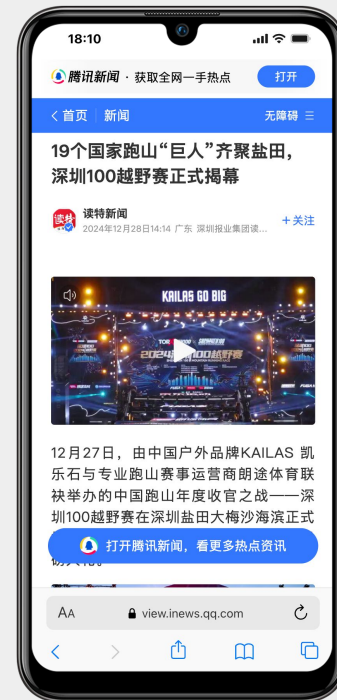 18:10
腾讯新闻 · 获取全网一手热点
打开
首页 新闻
无障碍
19个国家跑山“巨人”齐聚盐田，
深圳100越野赛正式揭幕
读特
读特新闻
2024年12月28日14:14 广东 深圳报业集团读...
+关注
KAILAS GO BIG
12月27日，由中国户外品牌KAILAS 凯
乐石与专业跑山赛事运营商朗途体育联
袂举办的中国跑山年度收官之战——深
圳100越野赛在深圳盐田大梅沙海滨正式
打开腾讯新闻，看更多热点资讯
AA
view.inews.qq.com